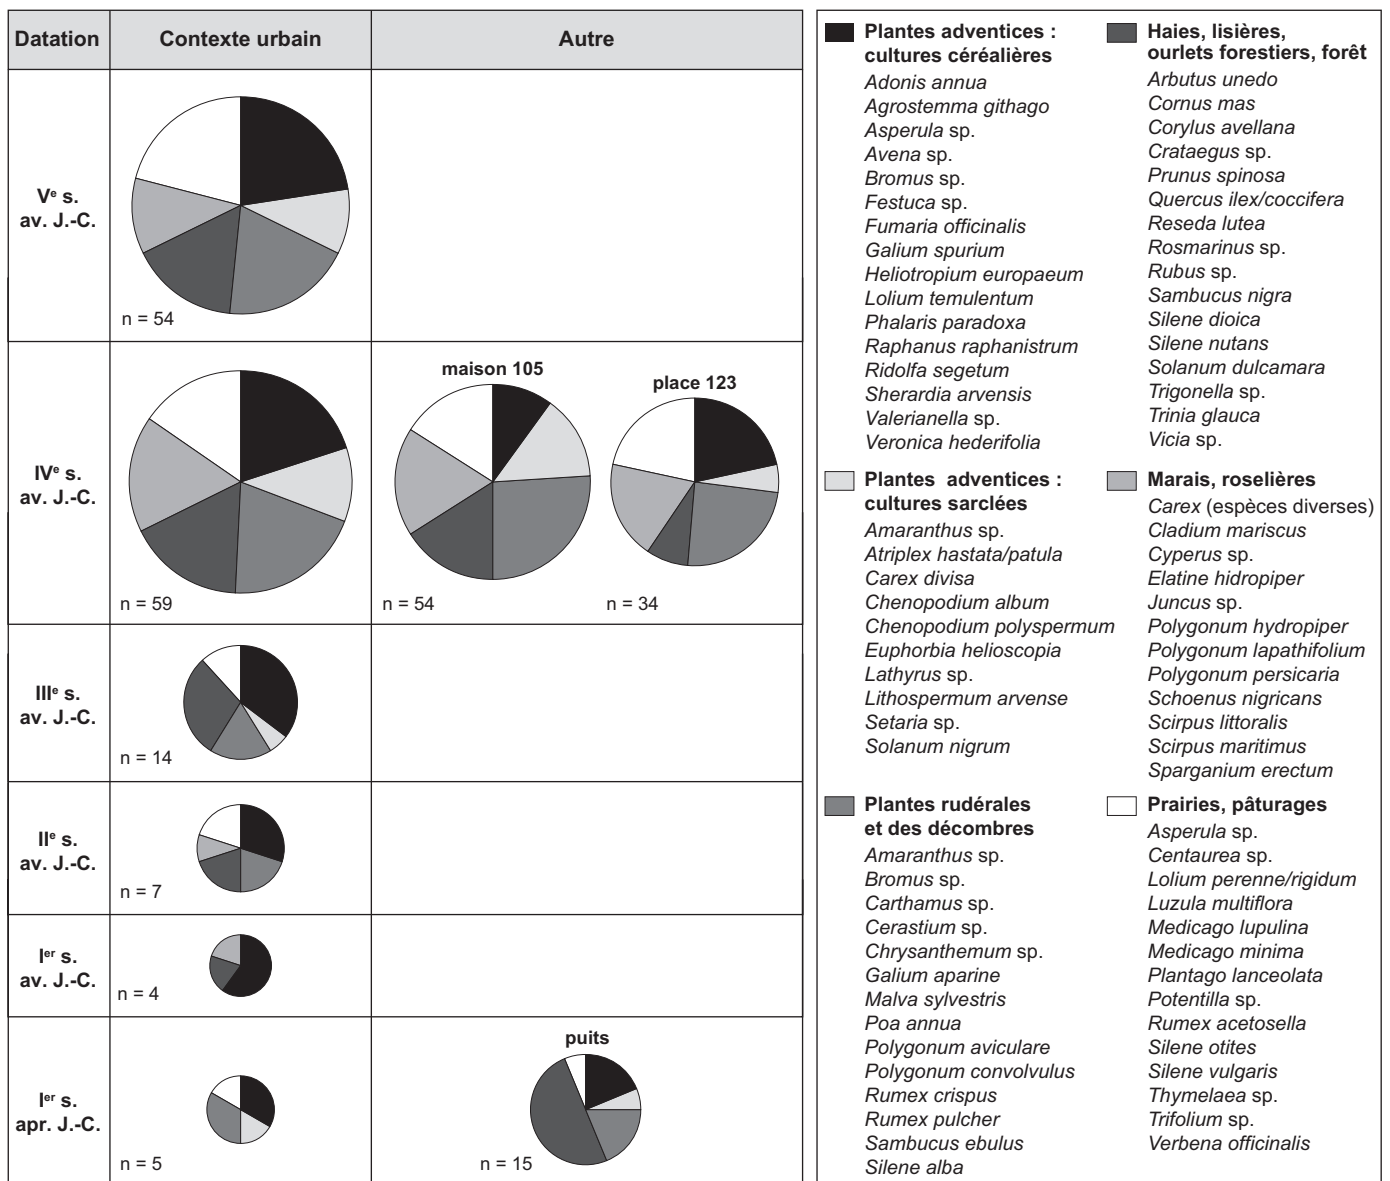 Datation
Contexte urbain
Autre
Vᵉ s.
av. J.-C.
n = 54
IVᵉ s.
av. J.-C.
n = 59
maison 105
n = 54
place 123
n = 34
IIIᵉ s.
av. J.-C.
n = 14
IIᵉ s.
av. J.-C.
n = 7
Iᵉʳ s.
av. J.-C.
n = 4
Iᵉʳ s.
apr. J.-C.
n = 5
puits
n = 15
Plantes adventices :
cultures céréalières
Adonis annua
Agrostemma githago
Asperula sp.
Avena sp.
Bromus sp.
Festuca sp.
Fumaria officinalis
Galium spurium
Heliotropium europaeum
Lolium temulentum
Phalaris paradoxa
Raphanus raphanistrum
Ridolfa segetum
Sherardia arvensis
Valerianella sp.
Veronica hederifolia
Plantes adventices :
cultures sarclées
Amaranthus sp.
Atriplex hastata/patula
Carex divisa
Chenopodium album
Chenopodium polyspermum
Euphorbia helioscopia
Lathyrus sp.
Lithospermum arvense
Setaria sp.
Solanum nigrum
Plantes rudérales
et des décombres
Amaranthus sp.
Bromus sp.
Carthamus sp.
Cerastium sp.
Chrysanthemum sp.
Galium aparine
Malva sylvestris
Poa annua
Polygonum aviculare
Polygonum convolvulus
Rumex crispus
Rumex pulcher
Sambucus ebulus
Silene alba
Haies, lisières,
ourlets forestiers, forêt
Arbutus unedo
Cornus mas
Corylus avellana
Crataegus sp.
Prunus spinosa
Quercus ilex/coccifera
Reseda lutea
Rosmarinus sp.
Rubus sp.
Sambucus nigra
Silene dioica
Silene nutans
Solanum dulcamara
Trigonella sp.
Trinia glauca
Vicia sp.
Marais, roselières
Carex (espèces diverses)
Cladium mariscus
Cyperus sp.
Elatine hidropiper
Juncus sp.
Polygonum hydropiper
Polygonum lapathifolium
Polygonum persicaria
Schoenus nigricans
Scirpus littoralis
Scirpus maritimus
Sparganium erectum
Prairies, pâturages
Asperula sp.
Centaurea sp.
Lolium perenne/rigidum
Luzula multiflora
Medicago lupulina
Medicago minima
Plantago lanceolata
Potentilla sp.
Rumex acetosella
Silene otites
Silene vulgaris
Thymelaea sp.
Trifolium sp.
Verbena officinalis